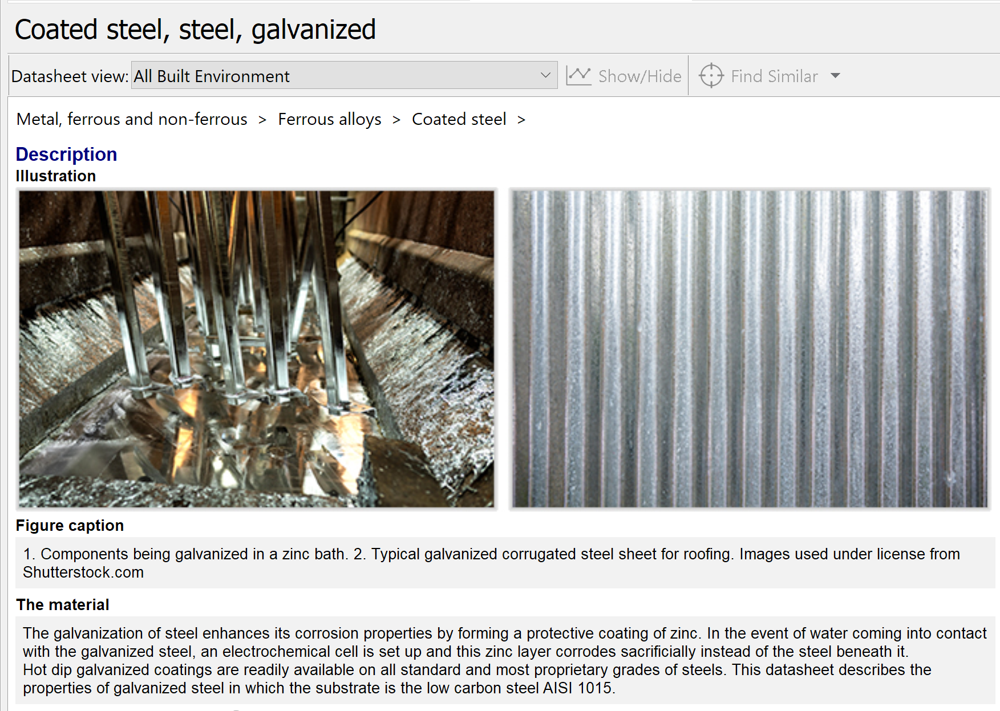 Coated steel, steel, galvanized
Datasheet view: All Built Environment Show/Hide Find Similar
Metal, ferrous and non-ferrous > Ferrous alloys > Coated steel >
Description
Illustration
Figure caption
1. Components being galvanized in a zinc bath. 2. Typical galvanized corrugated steel sheet for roofing. Images used under license from
Shutterstock.com
The material
The galvanization of steel enhances its corrosion properties by forming a protective coating of zinc. In the event of water coming into contact
with the galvanized steel, an electrochemical cell is set up and this zinc layer corrodes sacrificially instead of the steel beneath it.
Hot dip galvanized coatings are readily available on all standard and most proprietary grades of steels. This datasheet describes the
properties of galvanized steel in which the substrate is the low carbon steel AISI 1015.